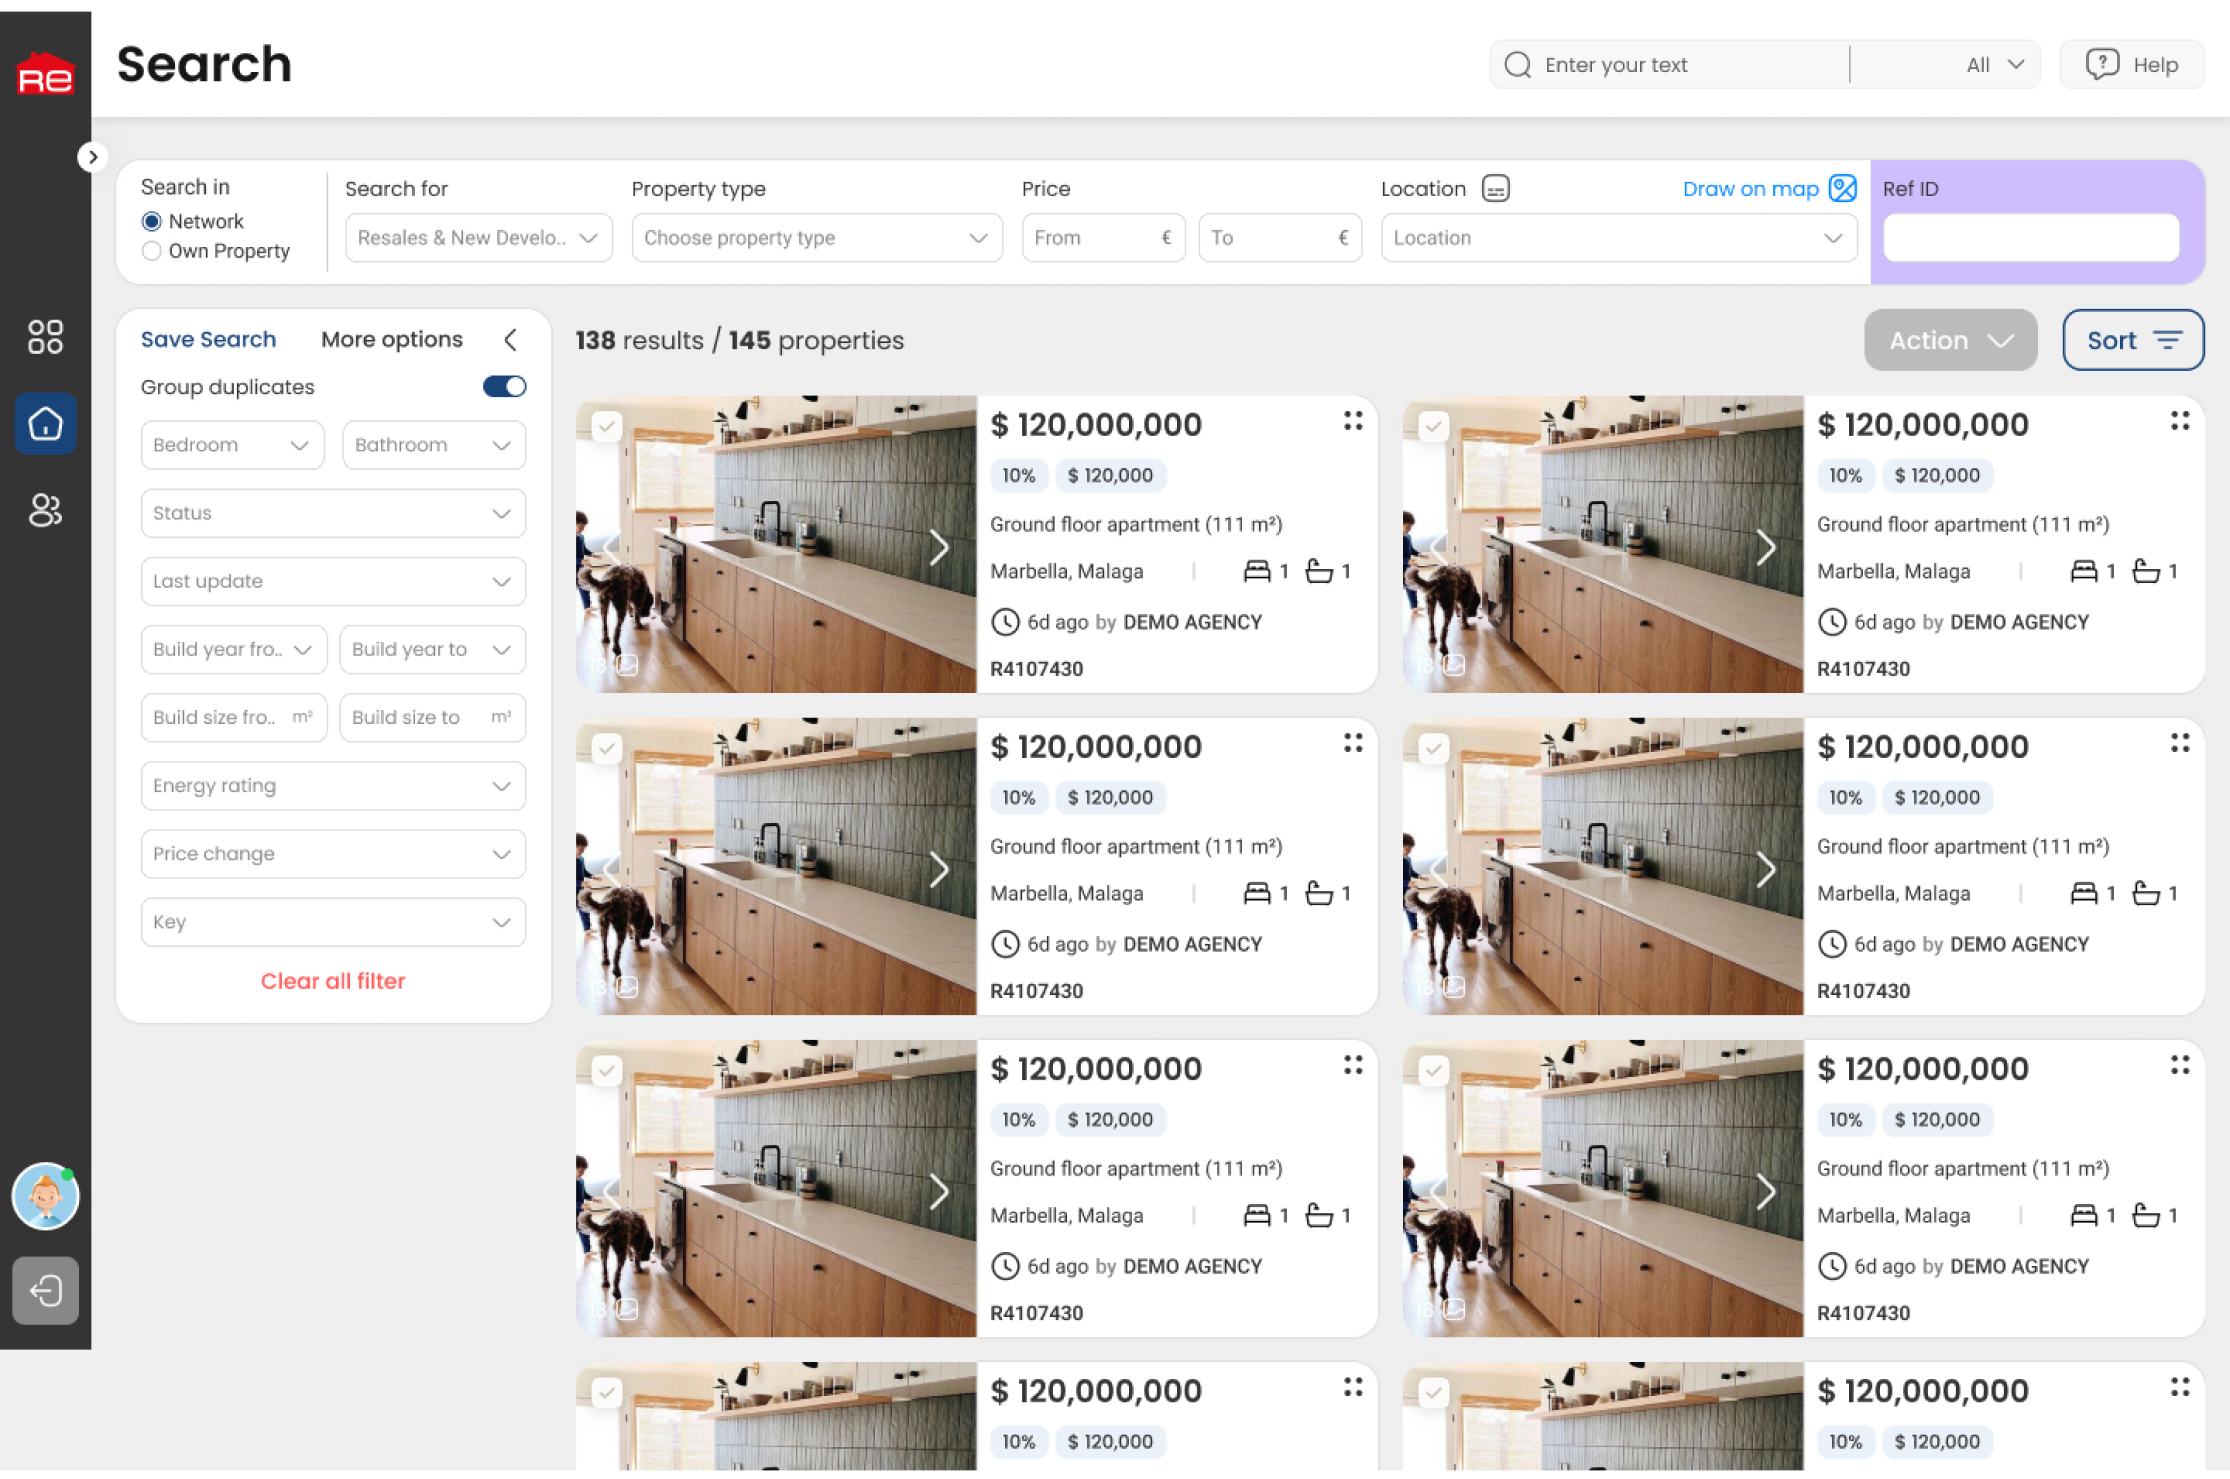 Re
Search
Enter your text
All
Help
Search in
Network
Own Property
Search for
Resales & New Develo..
Property type
Choose property type
Price
From €
To €
Location
Draw on map
Location
Ref ID
Save Search
More options
Group duplicates
Bedroom
Bathroom
Status
Last update
Build year fro..
Build year to
Build size fro.. m²
Build size to m²
Energy rating
Price change
Key
Clear all filter
138 results / 145 properties
Action
Sort
$ 120,000,000
10% $ 120,000
Ground floor apartment (111 m²)
Marbella, Malaga | 1 1
6d ago by DEMO AGENCY
R4107430
13
$ 120,000,000
10% $ 120,000
Ground floor apartment (111 m²)
Marbella, Malaga | 1 1
6d ago by DEMO AGENCY
R4107430
13
$ 120,000,000
10% $ 120,000
Ground floor apartment (111 m²)
Marbella, Malaga | 1 1
6d ago by DEMO AGENCY
R4107430
13
$ 120,000,000
10% $ 120,000
Ground floor apartment (111 m²)
Marbella, Malaga | 1 1
6d ago by DEMO AGENCY
R4107430
13
$ 120,000,000
10% $ 120,000
Ground floor apartment (111 m²)
Marbella, Malaga | 1 1
6d ago by DEMO AGENCY
R4107430
13
$ 120,000,000
10% $ 120,000
Ground floor apartment (111 m²)
Marbella, Malaga | 1 1
6d ago by DEMO AGENCY
R4107430
13
$ 120,000,000
10% $ 120,000
$ 120,000,000
10% $ 120,000